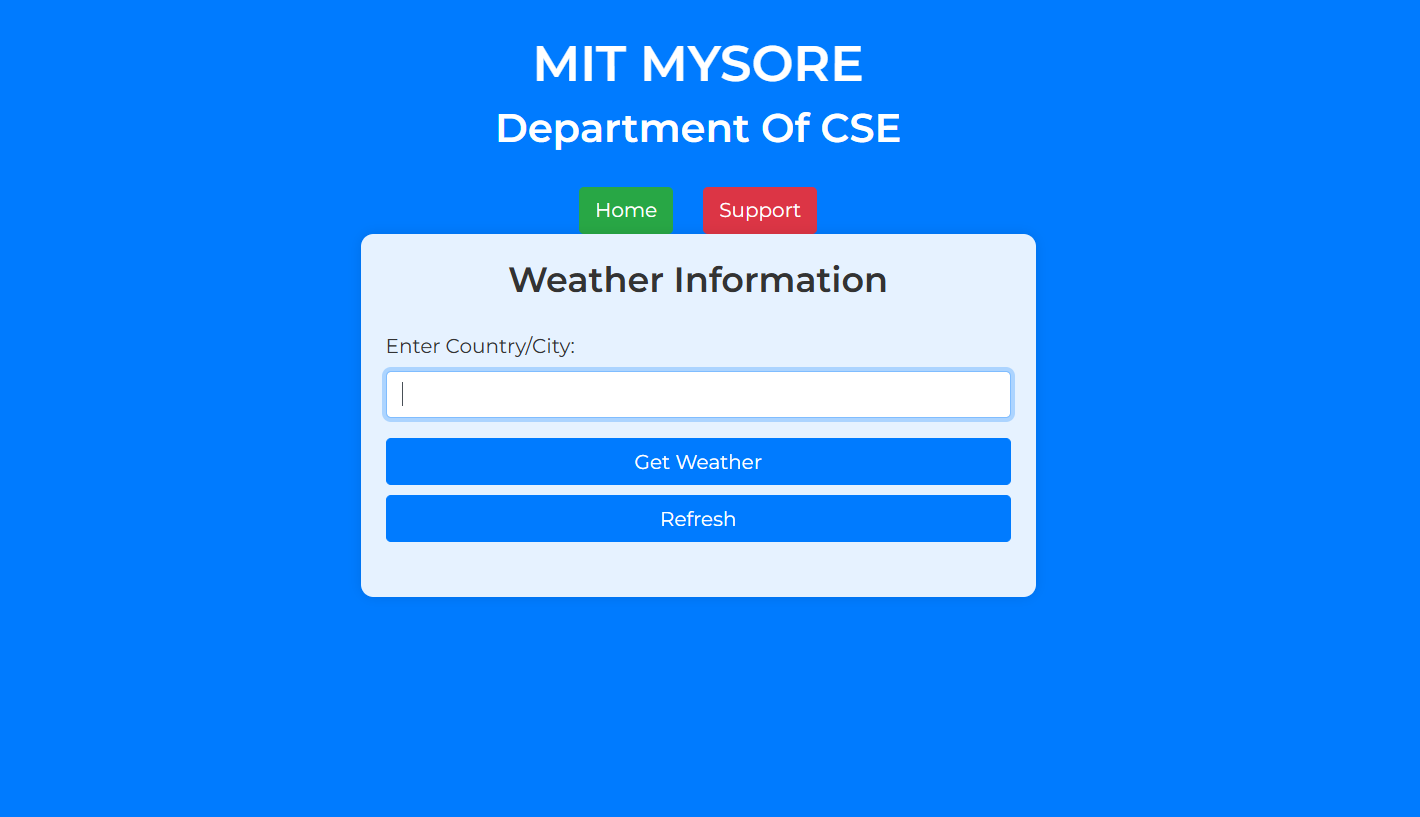 MIT MYSORE
Department Of CSE
Home Support
Weather Information
Enter Country/City:
Get Weather
Refresh